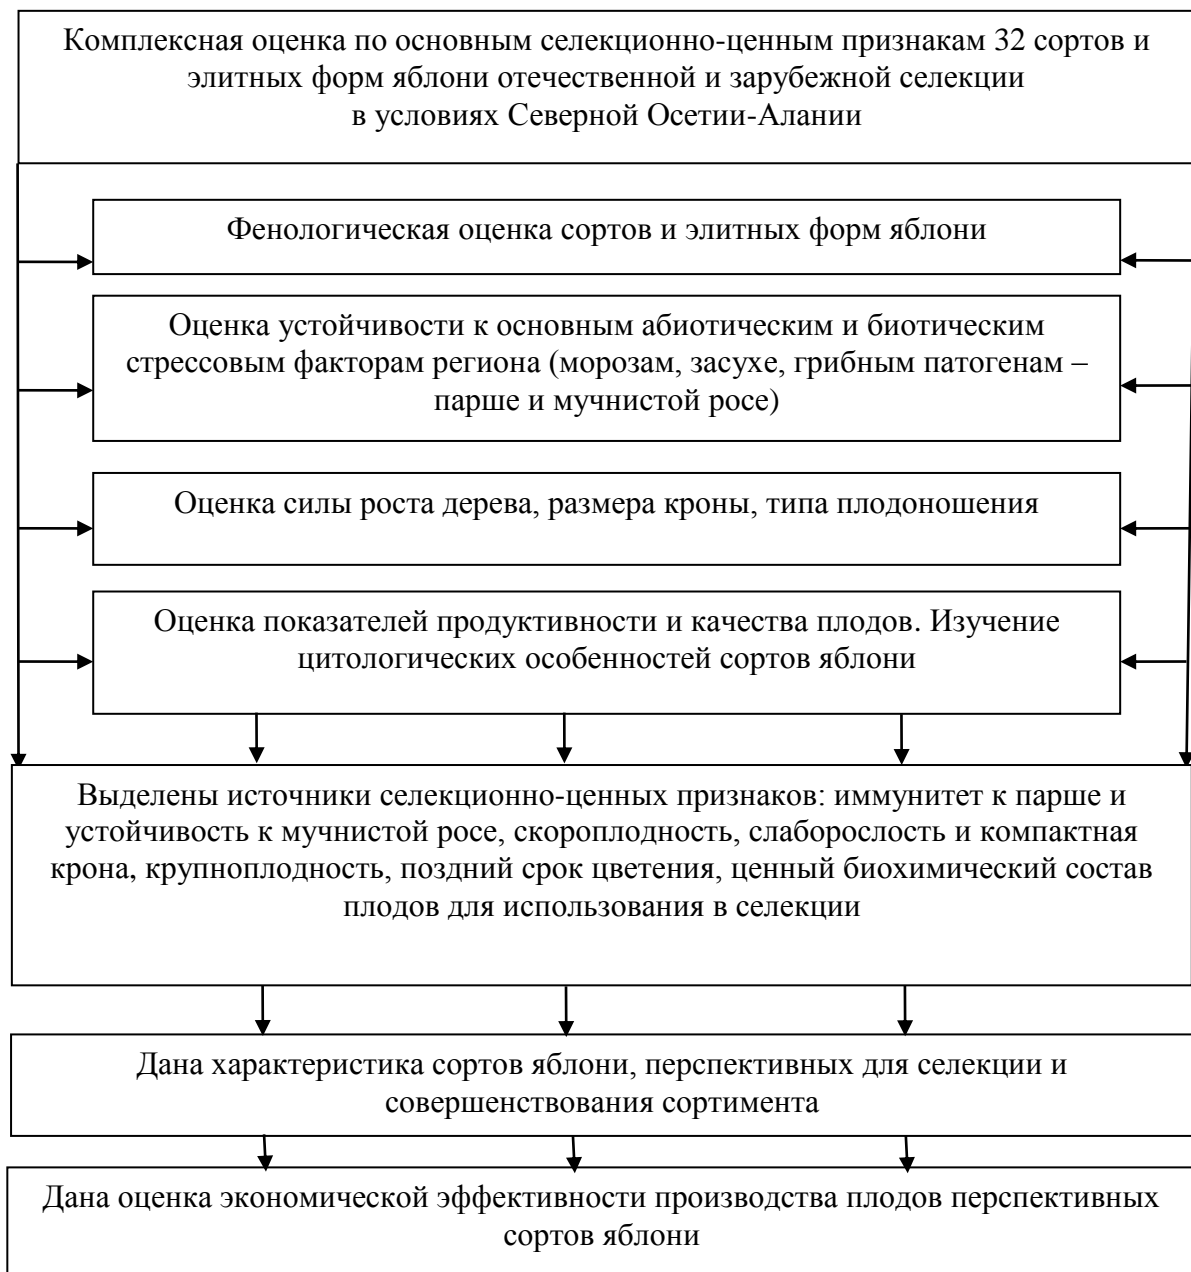 Комплексная оценка по основным селекционно-ценным признакам 32 сортов и
элитных форм яблони отечественной и зарубежной селекции
в условиях Северной Осетии-Алании
Фенологическая оценка сортов и элитных форм яблони
Оценка устойчивости к основным абиотическим и биотическим
стрессовым факторам региона (морозам, засухе, грибным патогенам –
парше и мучнистой росе)
Оценка силы роста дерева, размера кроны, типа плодоношения
Оценка показателей продуктивности и качества плодов. Изучение
цитологических особенностей сортов яблони
Выделены источники селекционно-ценных признаков: иммунитет к парше и
устойчивость к мучнистой росе, скороплодность, слаборослость и компактная
крона, крупноплодность, поздний срок цветения, ценный биохимический состав
плодов для использования в селекции
Дана характеристика сортов яблони, перспективных для селекции и
совершенствования сортимента
Дана оценка экономической эффективности производства плодов перспективных
сортов яблони